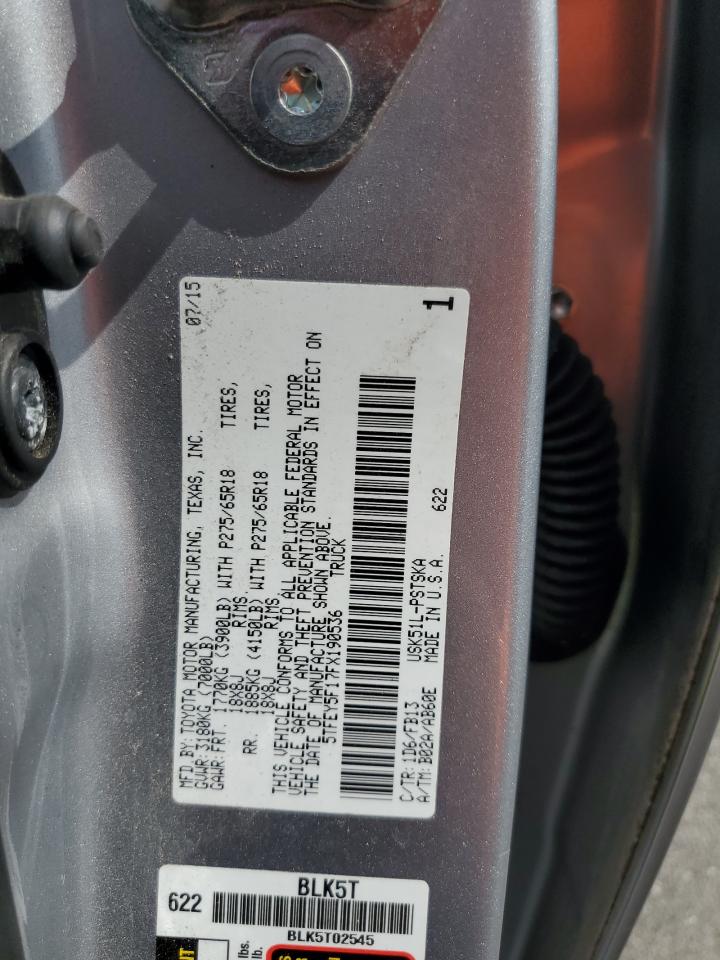 MFD BY: TOYOTA MOTOR MANUFACTURING, TEXAS, INC. 07/15
GVWR: 3180KG (7000LB)
GAWR: FRT. 1770KG (3900LB) WITH P275/65R18 TIRES,
18X8J RIMS,
RR. 1885KG (4150LB) WITH P275/65R18 TIRES,
18X8J RIMS.
THIS VEHICLE CONFORMS TO ALL APPLICABLE FEDERAL MOTOR
VEHICLE SAFETY AND THEFT PREVENTION STANDARDS IN EFFECT ON
THE DATE OF MANUFACTURE SHOWN ABOVE.
5TFEY5F17FX190536 TRUCK
1
C/TR: 1D6/FB13 USK51L-PSTSKA 622
A/TM: B02A/AB60E MADE IN U.S.A.
BLK5T
622
BLK5T02545
lbs.
lb.